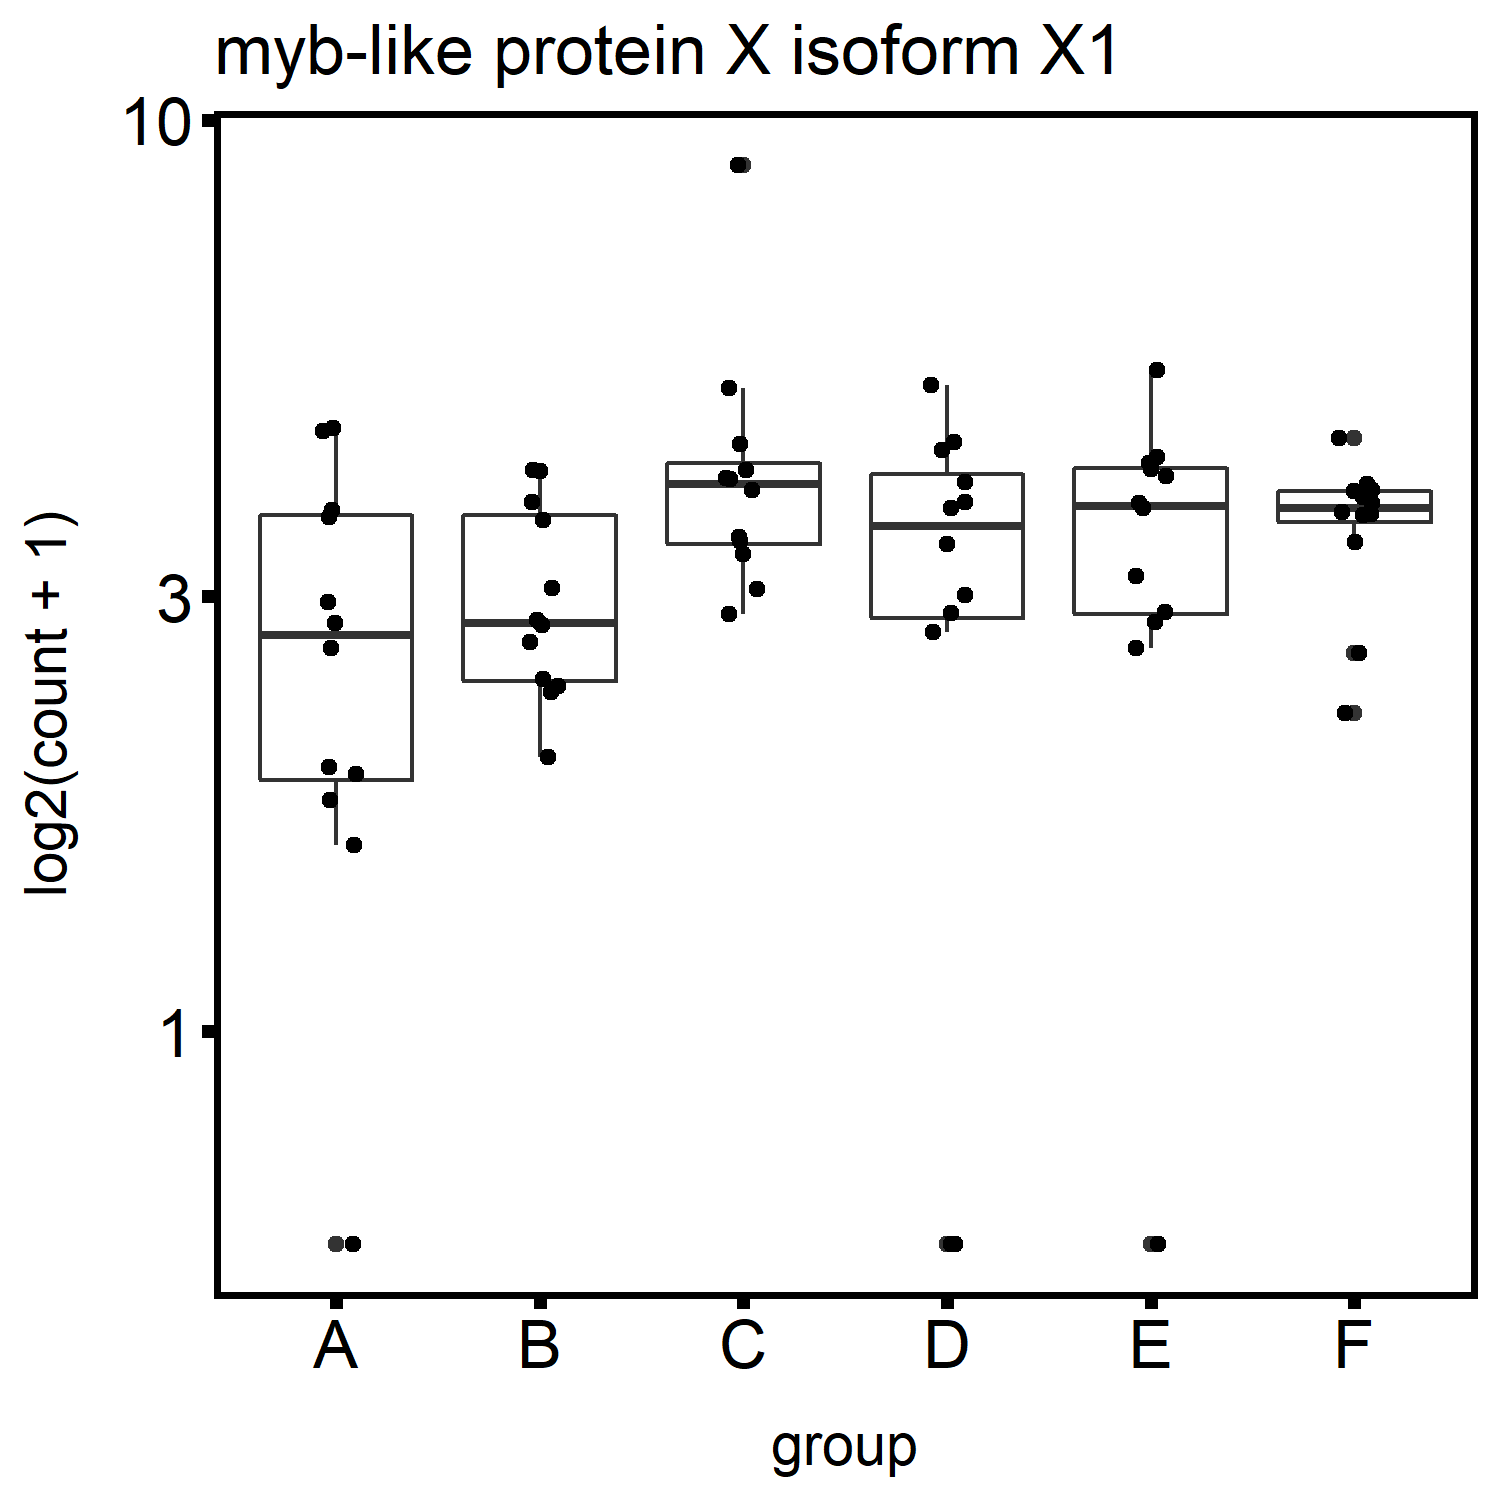 myb-like protein X isoform X1
10
3
1
log2(count + 1)
A B C D E F
group